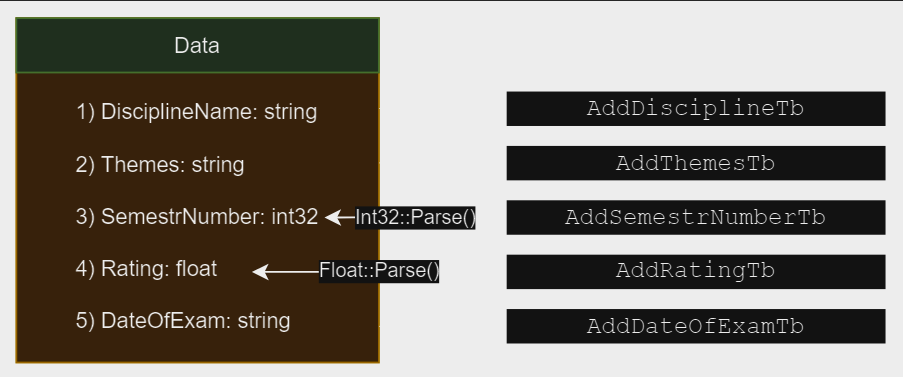 Data
1) DisciplineName: string
AddDisciplineTb
2) Themes: string
AddThemesTb
3) SemestrNumber: int32
Int32::Parse()
AddSemestrNumberTb
4) Rating: float
Float::Parse()
AddRatingTb
5) DateOfExam: string
AddDateOfExamTb